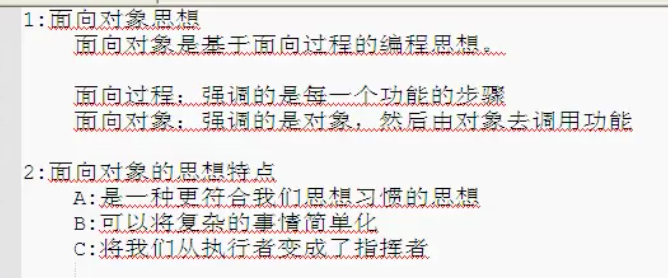 1:面向对象思想
面向对象是基于面向过程的编程思想。
面向过程：强调的是每一个功能的步骤
面向对象：强调的是对象，然后由对象去调用功能
2:面向对象的思想特点
A:是一种更符合我们思想习惯的思想
B:可以将复杂的事情简单化
C:将我们从执行者变成了指挥者